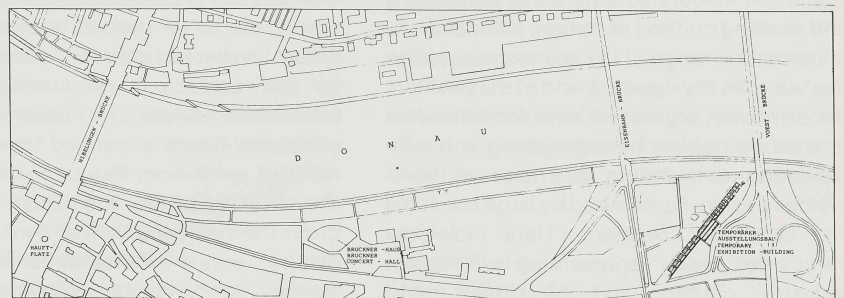 NIBELUNGEN - BRÜCKE
D O N A U
EISENBAHN - BRÜCKE
VOEST - BRÜCKE
HAUPT-
PLATZ
BRUCKNER - HAUS
BRUCKNER
CONCERT - HALL
TEMPORÄRER
AUSSTELLUNGSBAU
TEMPORARY
EXHIBITION - BUILDING